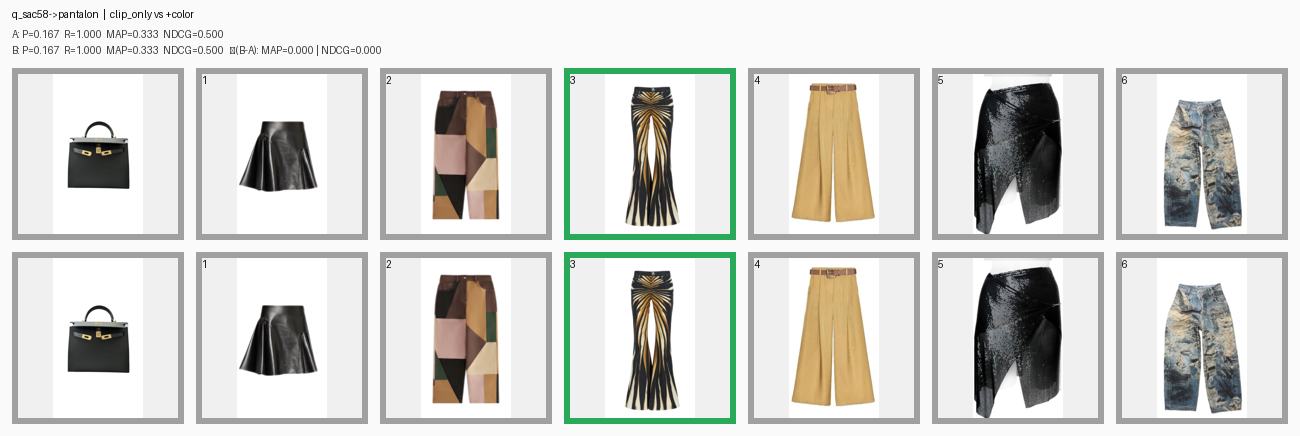 q_sac58->pantalon | clip_only vs +color
A: P=0.167 R=1.000 MAP=0.333 NDCG=0.500
B: P=0.167 R=1.000 MAP=0.333 NDCG=0.500 ▯(B-A): MAP=0.000 | NDCG=0.000
1 2 3 4 5 6
1 2 3 4 5 6